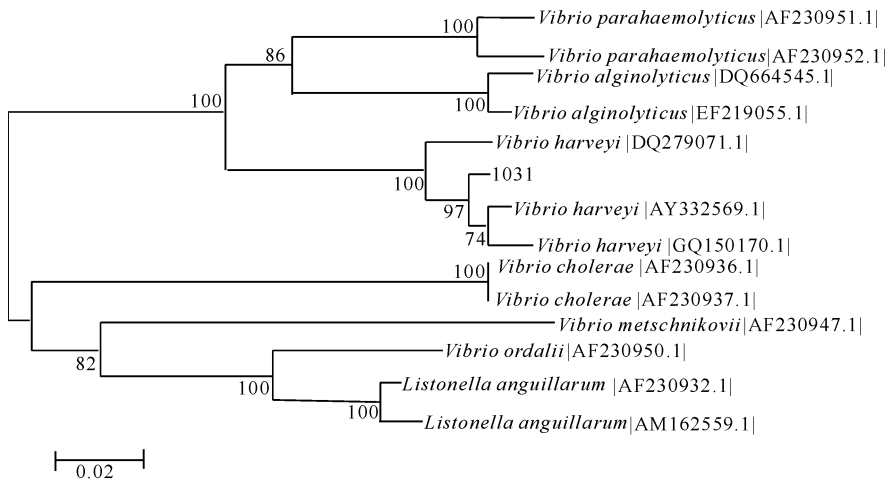 100
Vibrio parahaemolyticus |AF230951.1|
86
Vibrio parahaemolyticus|AF230952.1|
Vibrio alginolyticus|DQ664545.1|
100
100
Vibrio alginolyticus|EF219055.1|
Vibrio harveyi |DQ279071.1|
100
1031
97
Vibrio harveyi |AY332569.1|
74
Vibrio harveyi |GQ150170.1|
100
Vibrio cholerae |AF230936.1|
Vibrio cholerae |AF230937.1|
Vibrio metschnikovii|AF230947.1|
82
Vibrio ordalii|AF230950.1|
100
Listonella anguillarum |AF230932.1|
100
Listonella anguillarum|AM162559.1|
0.02